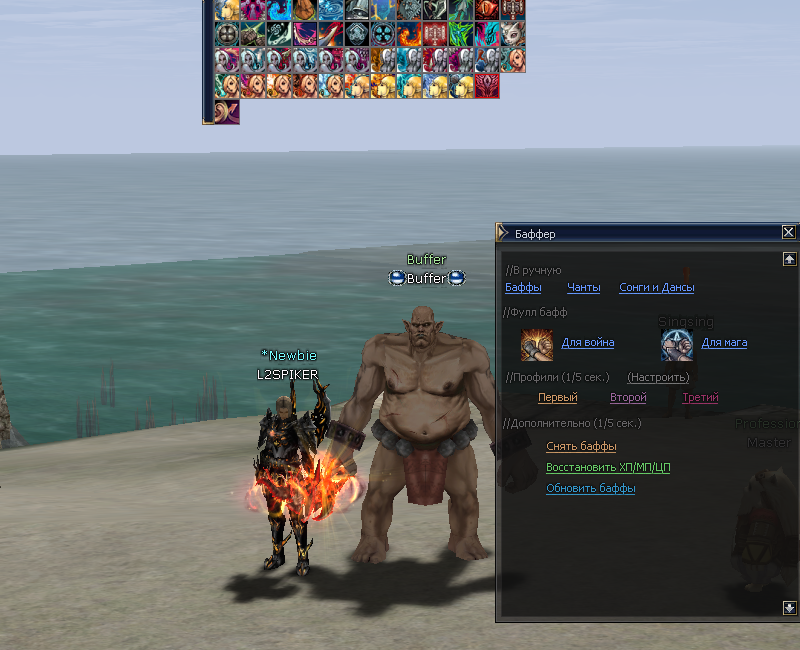 Баффер
//В ручную
Баффы Чанты Сонги и Дансы
//Фулл бафф
Singsing
Для война Для мага
//Профили (1/5 сек.) (Настроить)
Первый Второй Третий
//Дополнительно (1/5 сек.)
Снять баффы
Восстановить ХП/МП/ЦП
Обновить баффы
Profession
Master
Buffer
Buffer
*Newbie
L2SPIKER